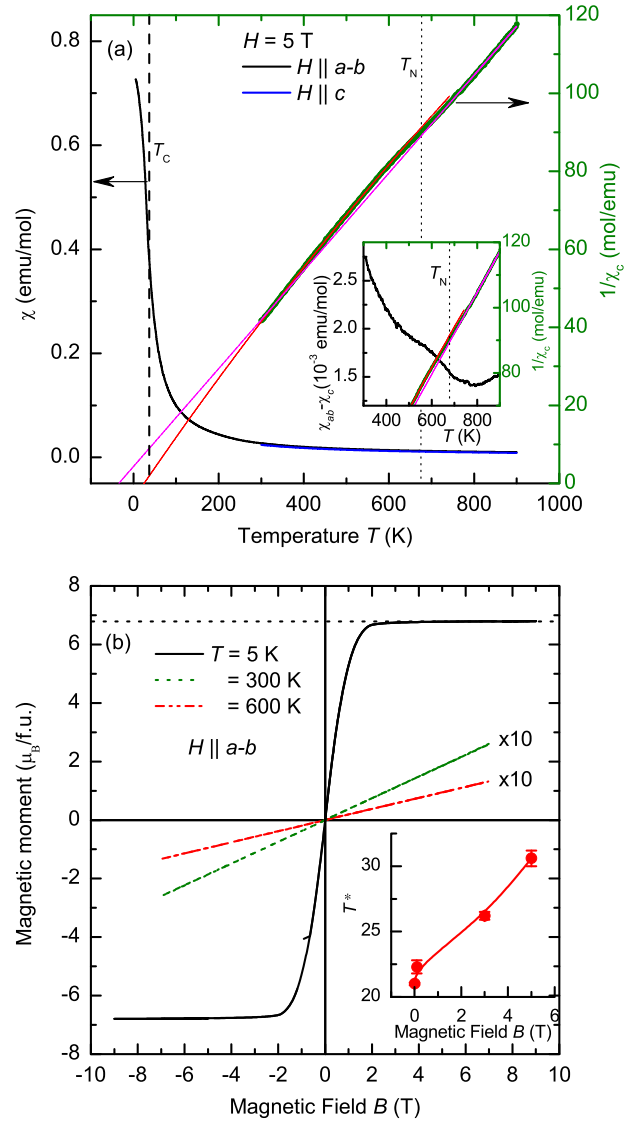 (a)
H = 5 T
H || a-b
H || c
T_C
T_N
χ (emu/mol)
0.8
0.6
0.4
0.2
0.0
1/χ_c (mol/emu)
120
100
80
60
40
20
0
0 200 400 600 800 1000
Temperature T (K)
χ_ab-χ_c(10⁻³ emu/mol)
2.5
2.0
1.5
T_N
120
100
80
1/χ_c (mol/emu)
400 600 800
T (K)
(b)
T = 5 K
= 300 K
= 600 K
H || a-b
x10
x10
Magnetic moment (μ_B/f.u.)
8
6
4
2
0
-2
-4
-6
-8
-10 -8 -6 -4 -2 0 2 4 6 8 10
Magnetic Field B (T)
T*
30
25
20
0 2 4 6
Magnetic Field B (T)